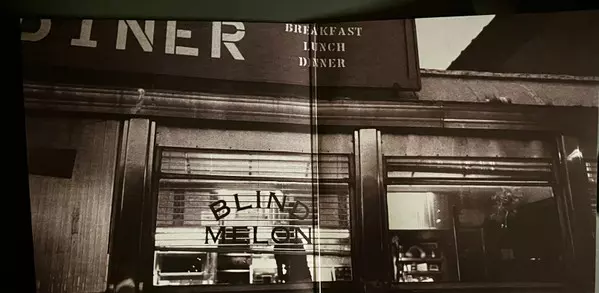 DINER
BREAKFAST
LUNCH
DINNER
BLIND
MELON